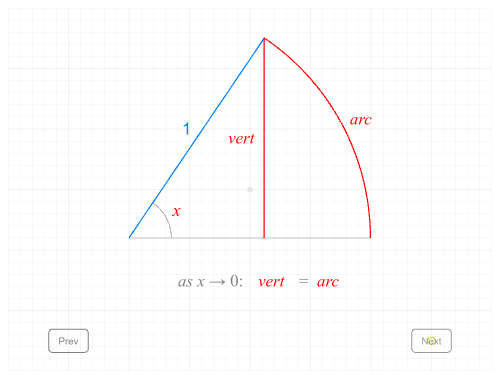 1
vert
arc
x
as x → 0: vert = arc
Prev
Next